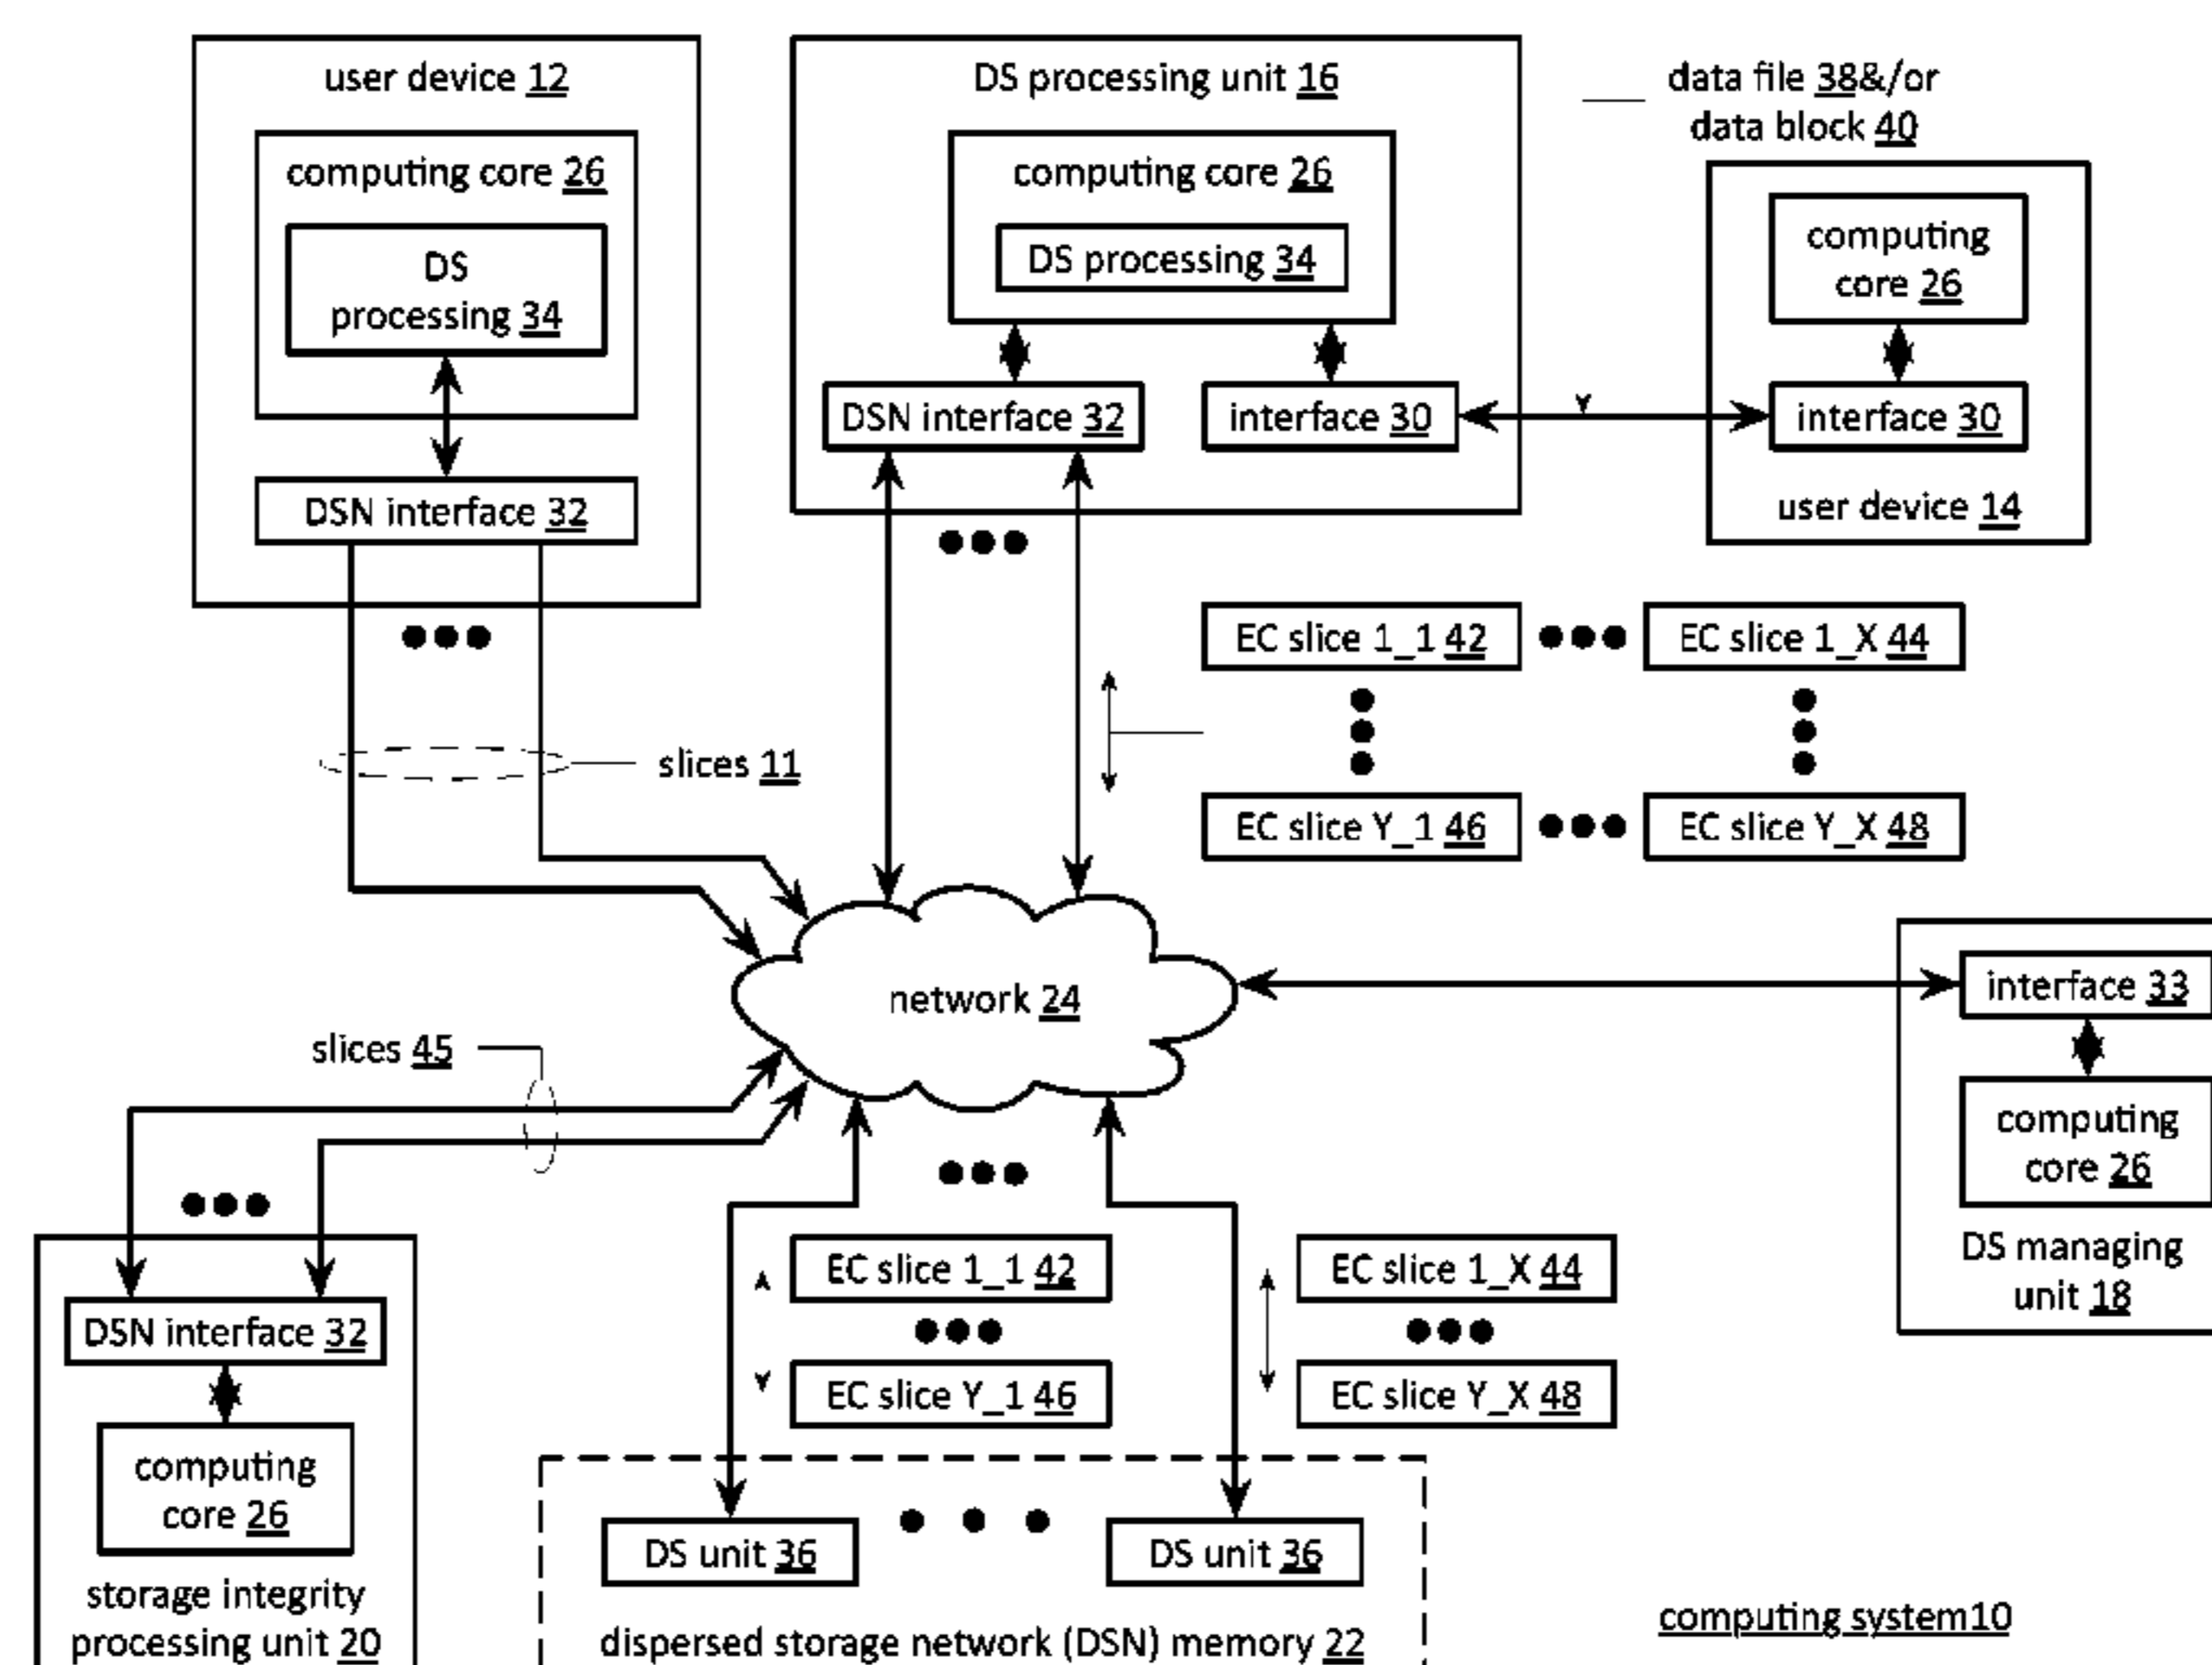 user device 12
computing core 26
DS
processing 34
DSN interface 32
DS processing unit 16
computing core 26
DS processing 34
DSN interface 32
interface 30
data file 38&/or
data block 40
computing
core 26
interface 30
user device 14
EC slice 1_1 42
EC slice 1_X 44
EC slice Y_1 46
EC slice Y_X 48
slices 11
network 24
interface 33
computing
core 26
DS managing
unit 18
slices 45
DSN interface 32
computing
core 26
storage integrity
processing unit 20
EC slice 1_1 42
EC slice Y_1 46
EC slice 1_X 44
EC slice Y_X 48
DS unit 36
DS unit 36
dispersed storage network (DSN) memory 22
computing system10